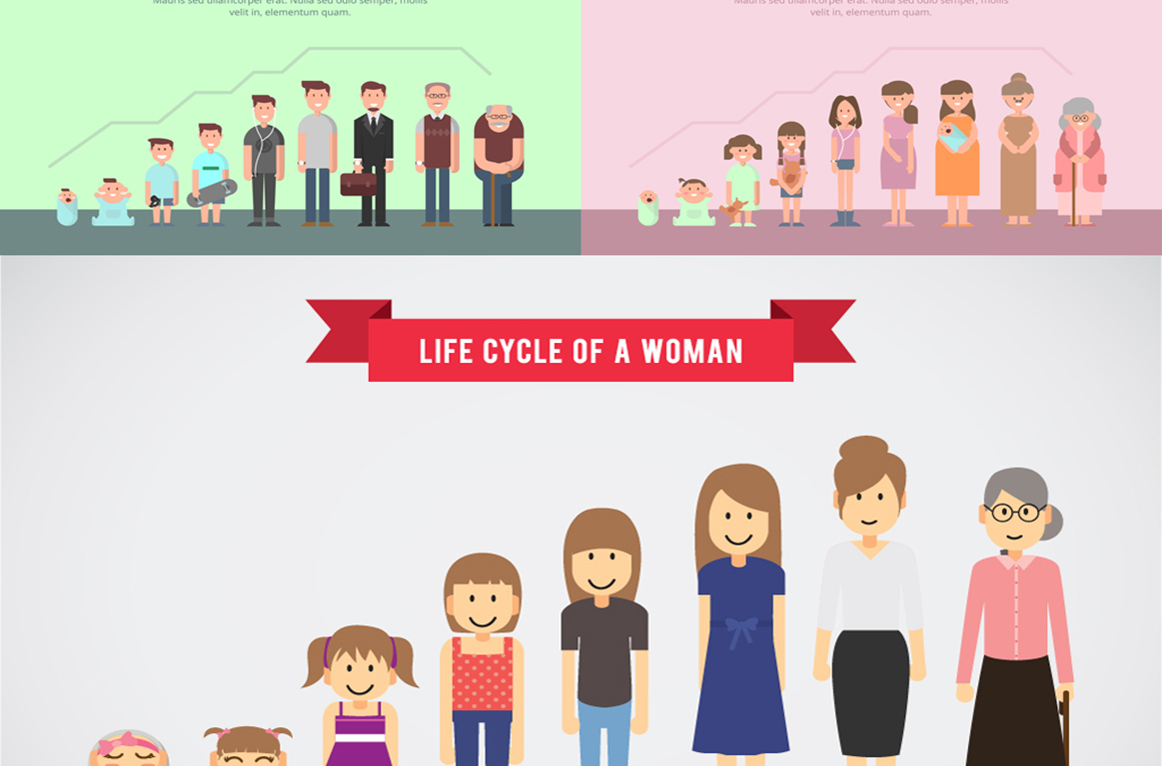 Mauris sed ullamcorper erat. Nulla sed odio semper, mollis
velit in, elementum quam.
Mauris sed ullamcorper erat. Nulla sed odio semper, mollis
velit in, elementum quam.
LIFE CYCLE OF A WOMAN